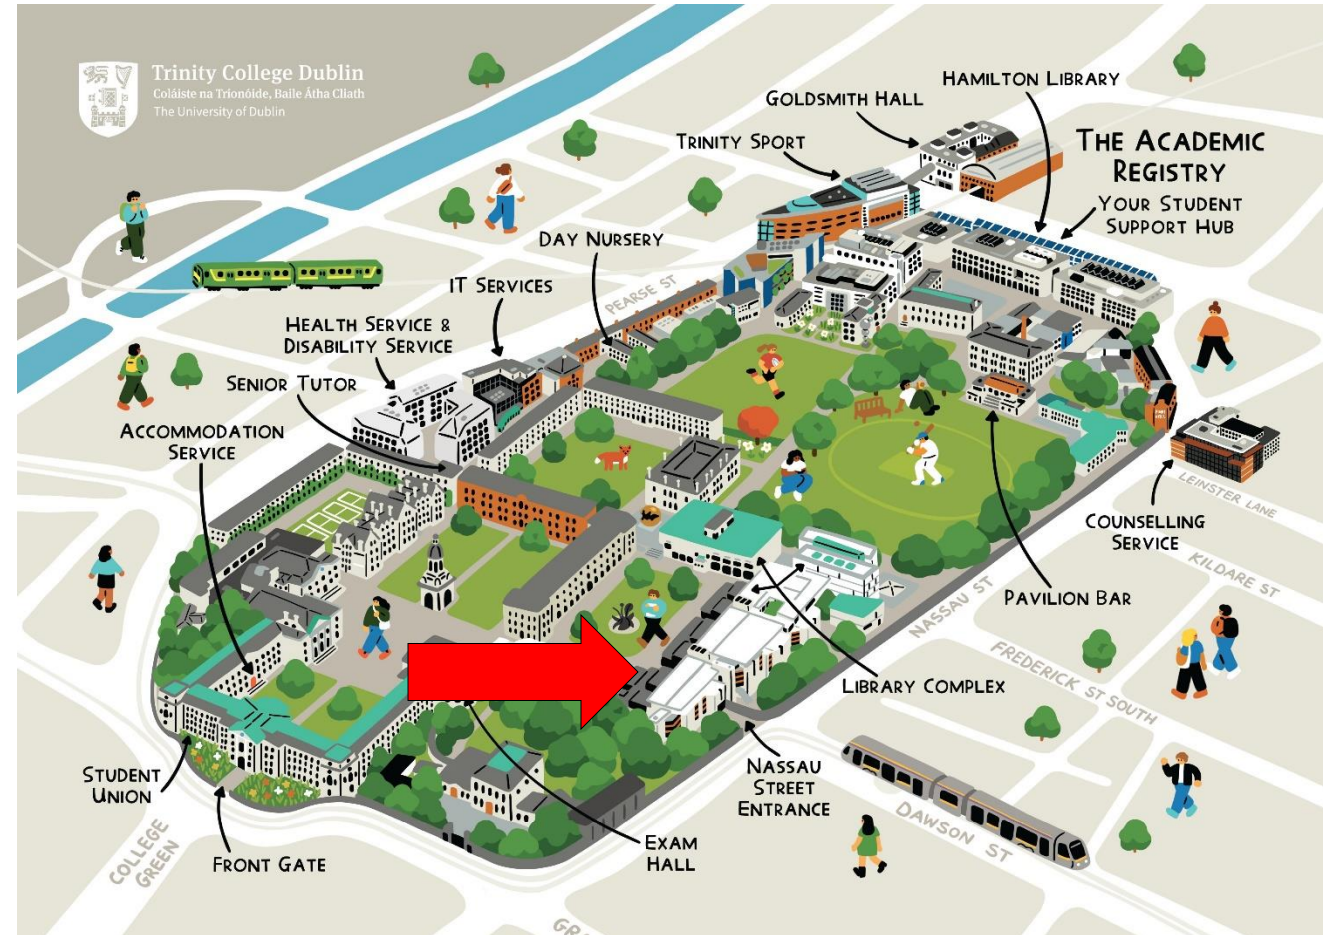 Trinity College Dublin
Coláiste na Tríonóide, Baile Átha Cliath
The University of Dublin
HAMILTON LIBRARY
GOLDSMITH HALL
TRINITY SPORT
THE ACADEMIC
REGISTRY
YOUR STUDENT
SUPPORT HUB
DAY NURSERY
IT SERVICES
PEARSE ST
HEALTH SERVICE &
DISABILITY SERVICE
SENIOR TUTOR
ACCOMMODATION
SERVICE
LEINSTER LANE
COUNSELLING
SERVICE
KILDARE ST
PAVILION BAR
NASSAU ST
FREDERICK ST SOUTH
LIBRARY COMPLEX
STUDENT
UNION
NASSAU
STREET
ENTRANCE
DAWSON ST
EXAM
HALL
FRONT GATE
COLLEGE
GREEN